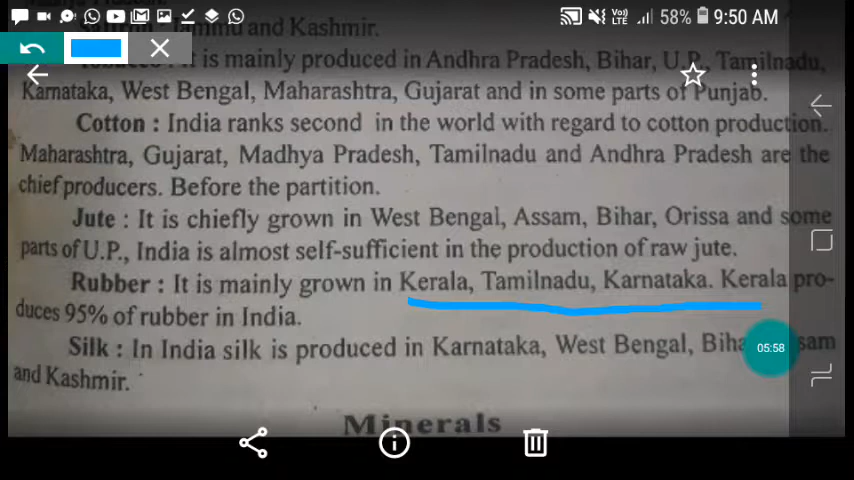 VoD LTE 58% 9:50 AM
Jammu and Kashmir.
It is mainly produced in Andhra Pradesh, Bihar, U.P., Tamilnadu,
Karnataka, West Bengal, Maharashtra, Gujarat and in some parts of Punjab.
Cotton : India ranks second in the world with regard to cotton production.
Maharashtra, Gujarat, Madhya Pradesh, Tamilnadu and Andhra Pradesh are the
chief producers. Before the partition.
Jute : It is chiefly grown in West Bengal, Assam, Bihar, Orissa and some
parts of U.P., India is almost self-sufficient in the production of raw jute.
Rubber : It is mainly grown in Kerala, Tamilnadu, Karnataka. Kerala pro-
duces 95% of rubber in India.
Silk : In India silk is produced in Karnataka, West Bengal,
05:58
and Kashmir.
Minerals